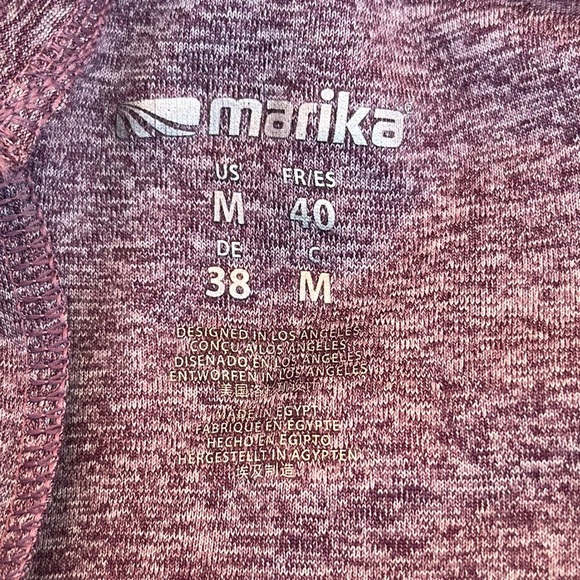 marika
US FR/ES
M 40
DE C
38 M
DESIGNED IN LOS ANGELES
CONÇU À LOS ANGELES
DISEÑADO EN LOS ANGELES
ENTWORFEN IN LOS ANGELES
MADE IN EGYPT
FABRIQUE EN EGYPTE
HECHO EN EGIPTO
HERGESTELLT IN ÄGYPTEN
埃及制造